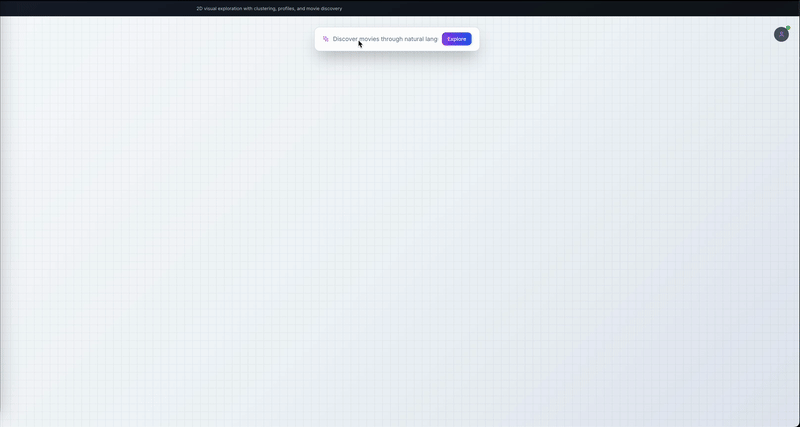 2D visual exploration with clustering, profiles, and movie discovery
Discover movies through natural lang
Explore